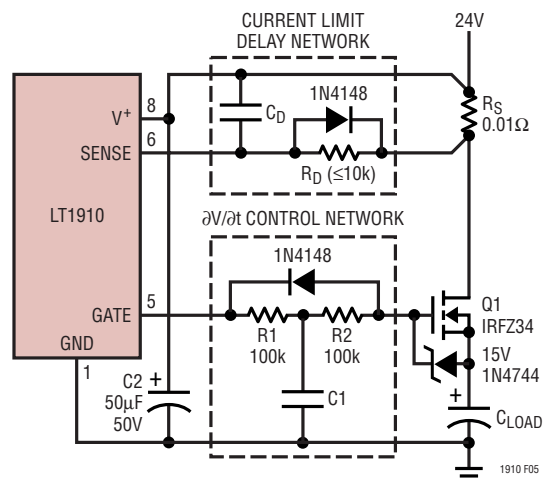 CURRENT LIMIT
DELAY NETWORK
24V
1N4148
V+
8
CD
RS
0.01Ω
SENSE
6
RD (≤10k)
LT1910
∂V/∂t CONTROL NETWORK
1N4148
GATE
5
R1
100k
R2
100k
Q1
IRFZ34
GND
1
15V
1N4744
C2
50µF
50V
+
C1
+
CLOAD
1910 F05